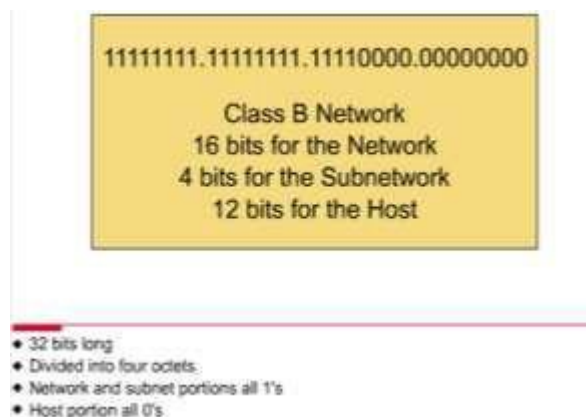 11111111.11111111.11110000.00000000
Class B Network
16 bits for the Network
4 bits for the Subnetwork
12 bits for the Host
◆ 32 bits long
◆ Divided into four octets.
◆ Network and subnet portions all 1's
◆ Host portion all 0's